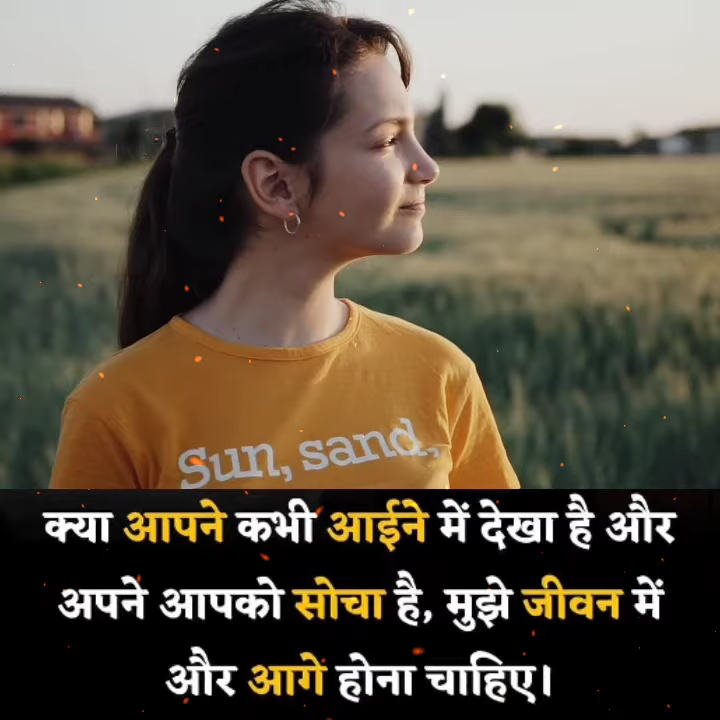 Sun, sand,
क्या आपने कभी आईने में देखा है और
अपने आपको सोचा है, मुझे जीवन में
और आगे होना चाहिए।